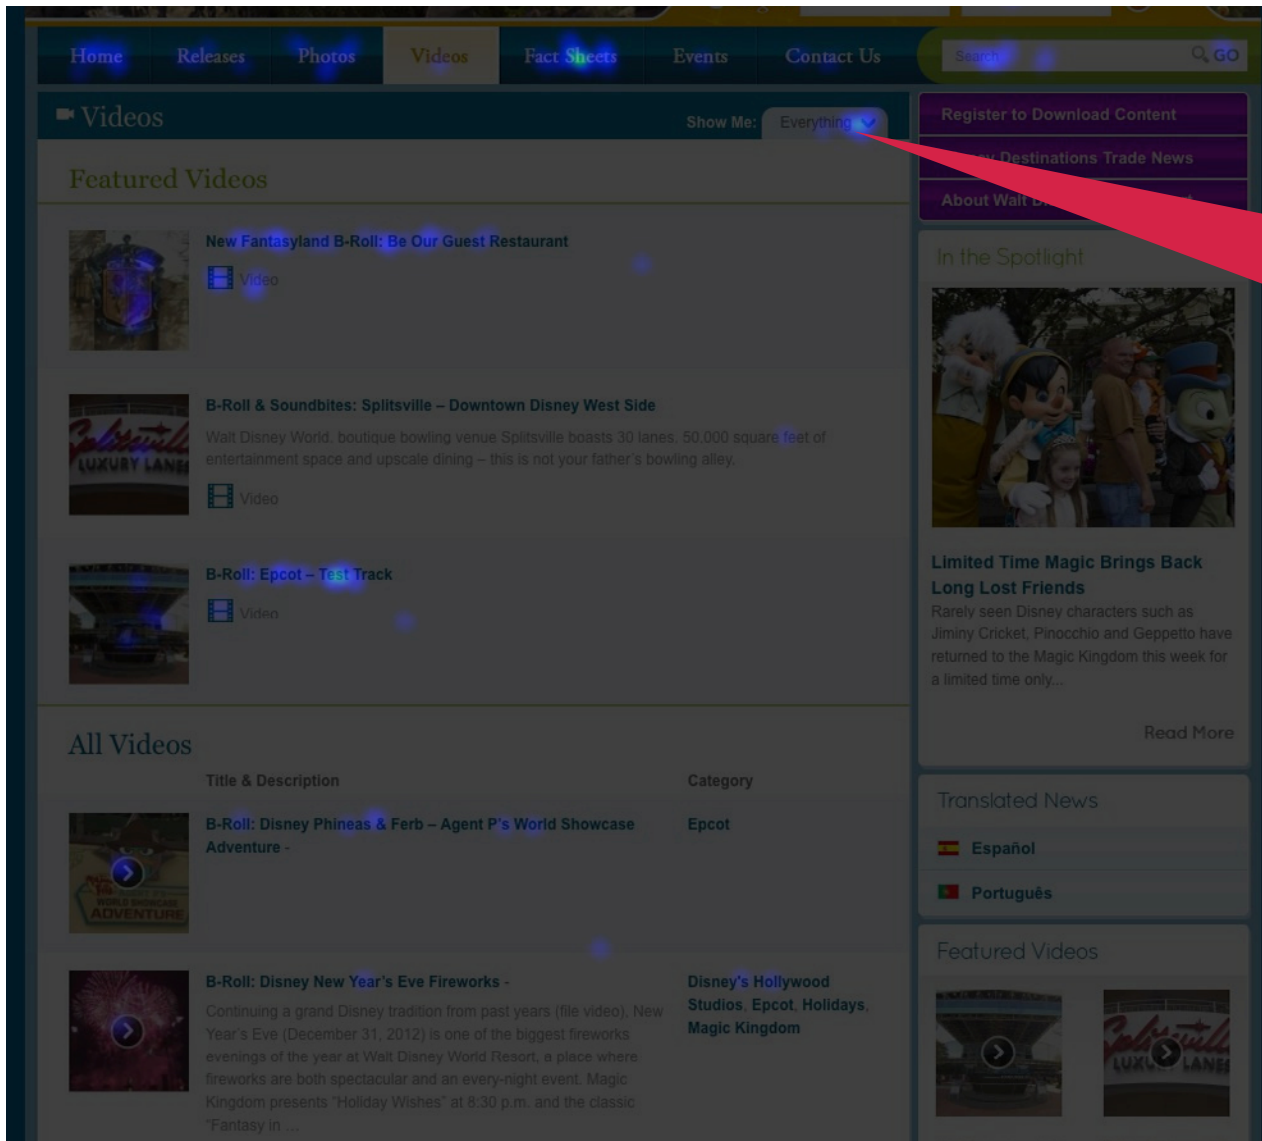 Home Releases Photos Videos Fact Sheets Events Contact Us
Search GO
Videos
Show Me: Everything
Register to Download Content
Destinations Trade News
About Walt
Featured Videos
New Fantasyland B-Roll: Be Our Guest Restaurant
Video
B-Roll & Soundbites: Splitsville – Downtown Disney West Side
Walt Disney World, boutique bowling venue Splitsville boasts 30 lanes, 50,000 square feet of
entertainment space and upscale dining – this is not your father's bowling alley.
Video
Splitsville
LUXURY LANES
B-Roll: Epcot – Test Track
Video
All Videos
Title & Description Category
B-Roll: Disney Phineas & Ferb – Agent P's World Showcase
Adventure -
Epcot
WORLD SHOWCASE
ADVENTURE
B-Roll: Disney New Year's Eve Fireworks -
Continuing a grand Disney tradition from past years (file video), New
Year's Eve (December 31, 2012) is one of the biggest fireworks
evenings of the year at Walt Disney World Resort, a place where
fireworks are both spectacular and an every-night event. Magic
Kingdom presents "Holiday Wishes" at 8:30 p.m. and the classic
"Fantasy in ...
Disney's Hollywood
Studios, Epcot, Holidays,
Magic Kingdom
In the Spotlight
Limited Time Magic Brings Back
Long Lost Friends
Rarely seen Disney characters such as
Jiminy Cricket, Pinocchio and Geppetto have
returned to the Magic Kingdom this week for
a limited time only...
Read More
Translated News
Español
Português
Featured Videos
Splitsville
LUXURY LANES